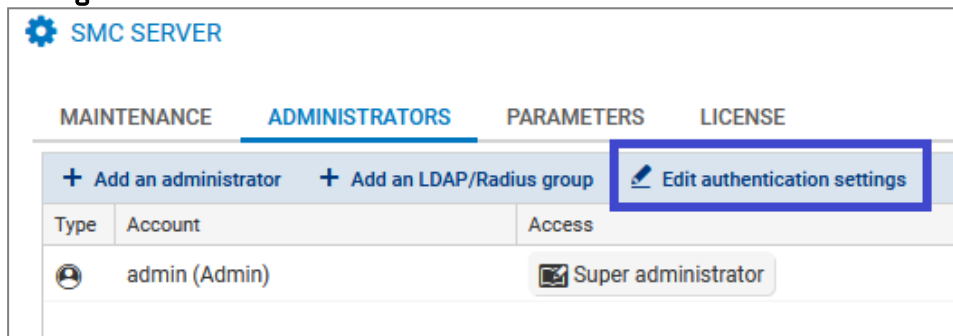 SMC SERVER
MAINTENANCE ADMINISTRATORS PARAMETERS LICENSE
+ Add an administrator + Add an LDAP/Radius group Edit authentication settings
Type Account Access
admin (Admin) Super administrator